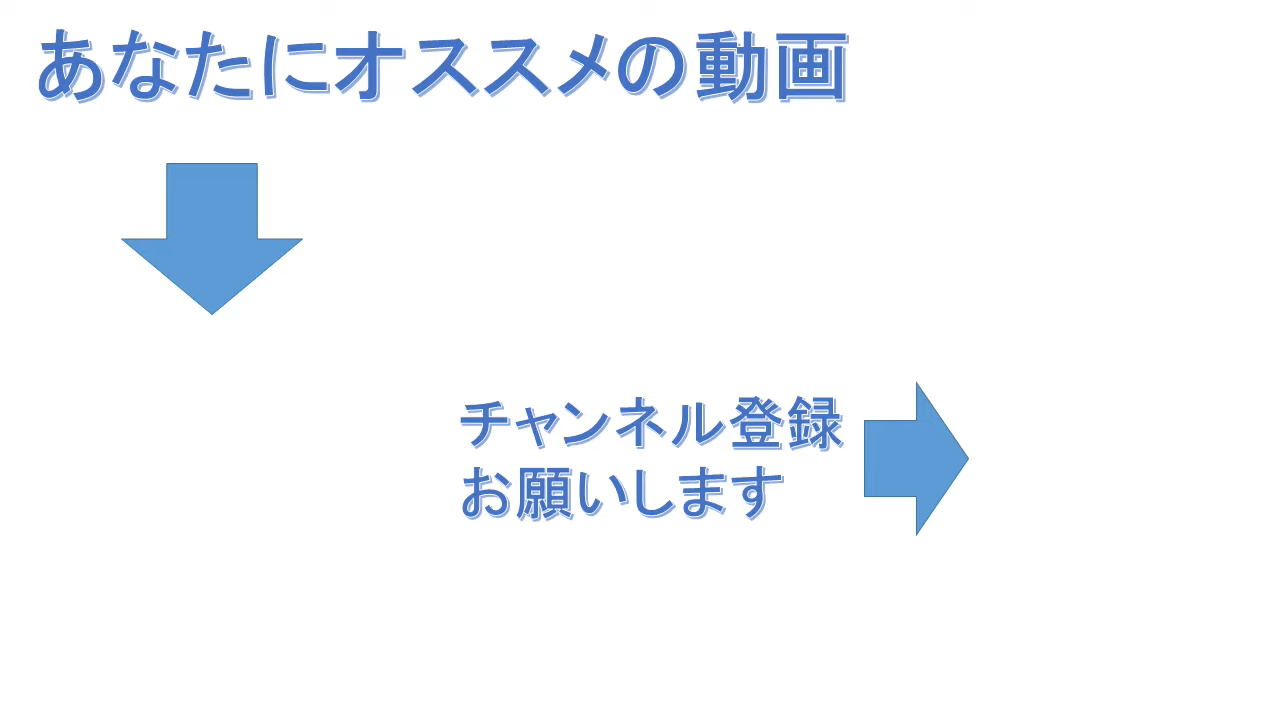 あなたにオススメの動画
チャンネル登録
お願いします